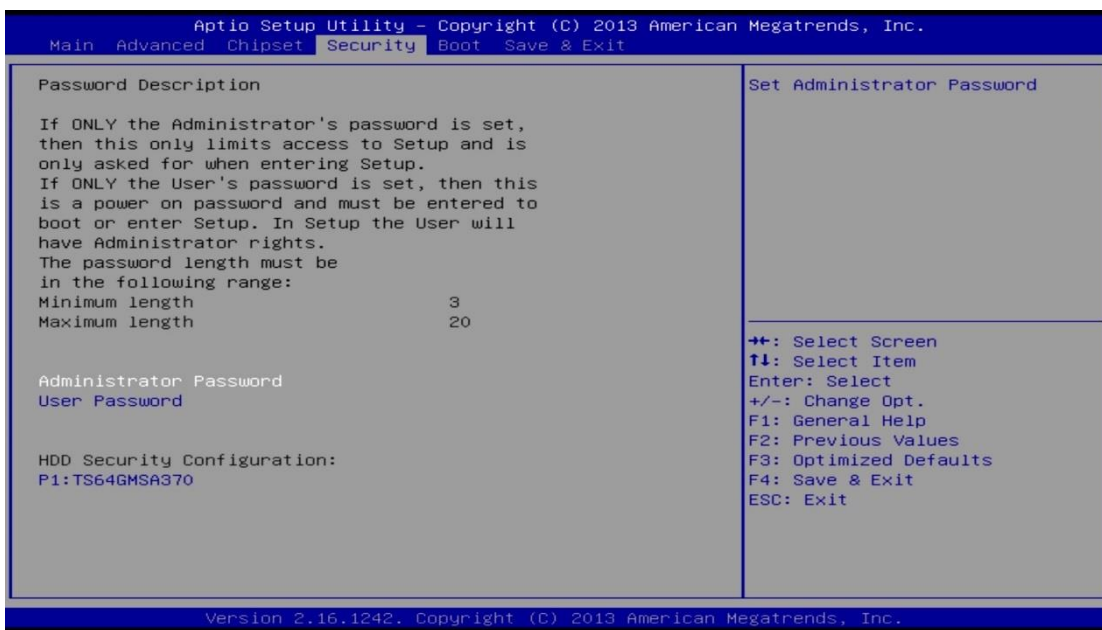 Aptio Setup Utility – Copyright (C) 2013 American Megatrends, Inc.
Main Advanced Chipset Security Boot Save & Exit
Password Description
If ONLY the Administrator's password is set,
then this only limits access to Setup and is
only asked for when entering Setup.
If ONLY the User's password is set, then this
is a power on password and must be entered to
boot or enter Setup. In Setup the User will
have Administrator rights.
The password length must be
in the following range:
Minimum length 3
Maximum length 20
Administrator Password
User Password
HDD Security Configuration:
P1:TS64GMSA370
Set Administrator Password
→←: Select Screen
↑↓: Select Item
Enter: Select
+/-: Change Opt.
F1: General Help
F2: Previous Values
F3: Optimized Defaults
F4: Save & Exit
ESC: Exit
Version 2.16.1242. Copyright (C) 2013 American Megatrends, Inc.